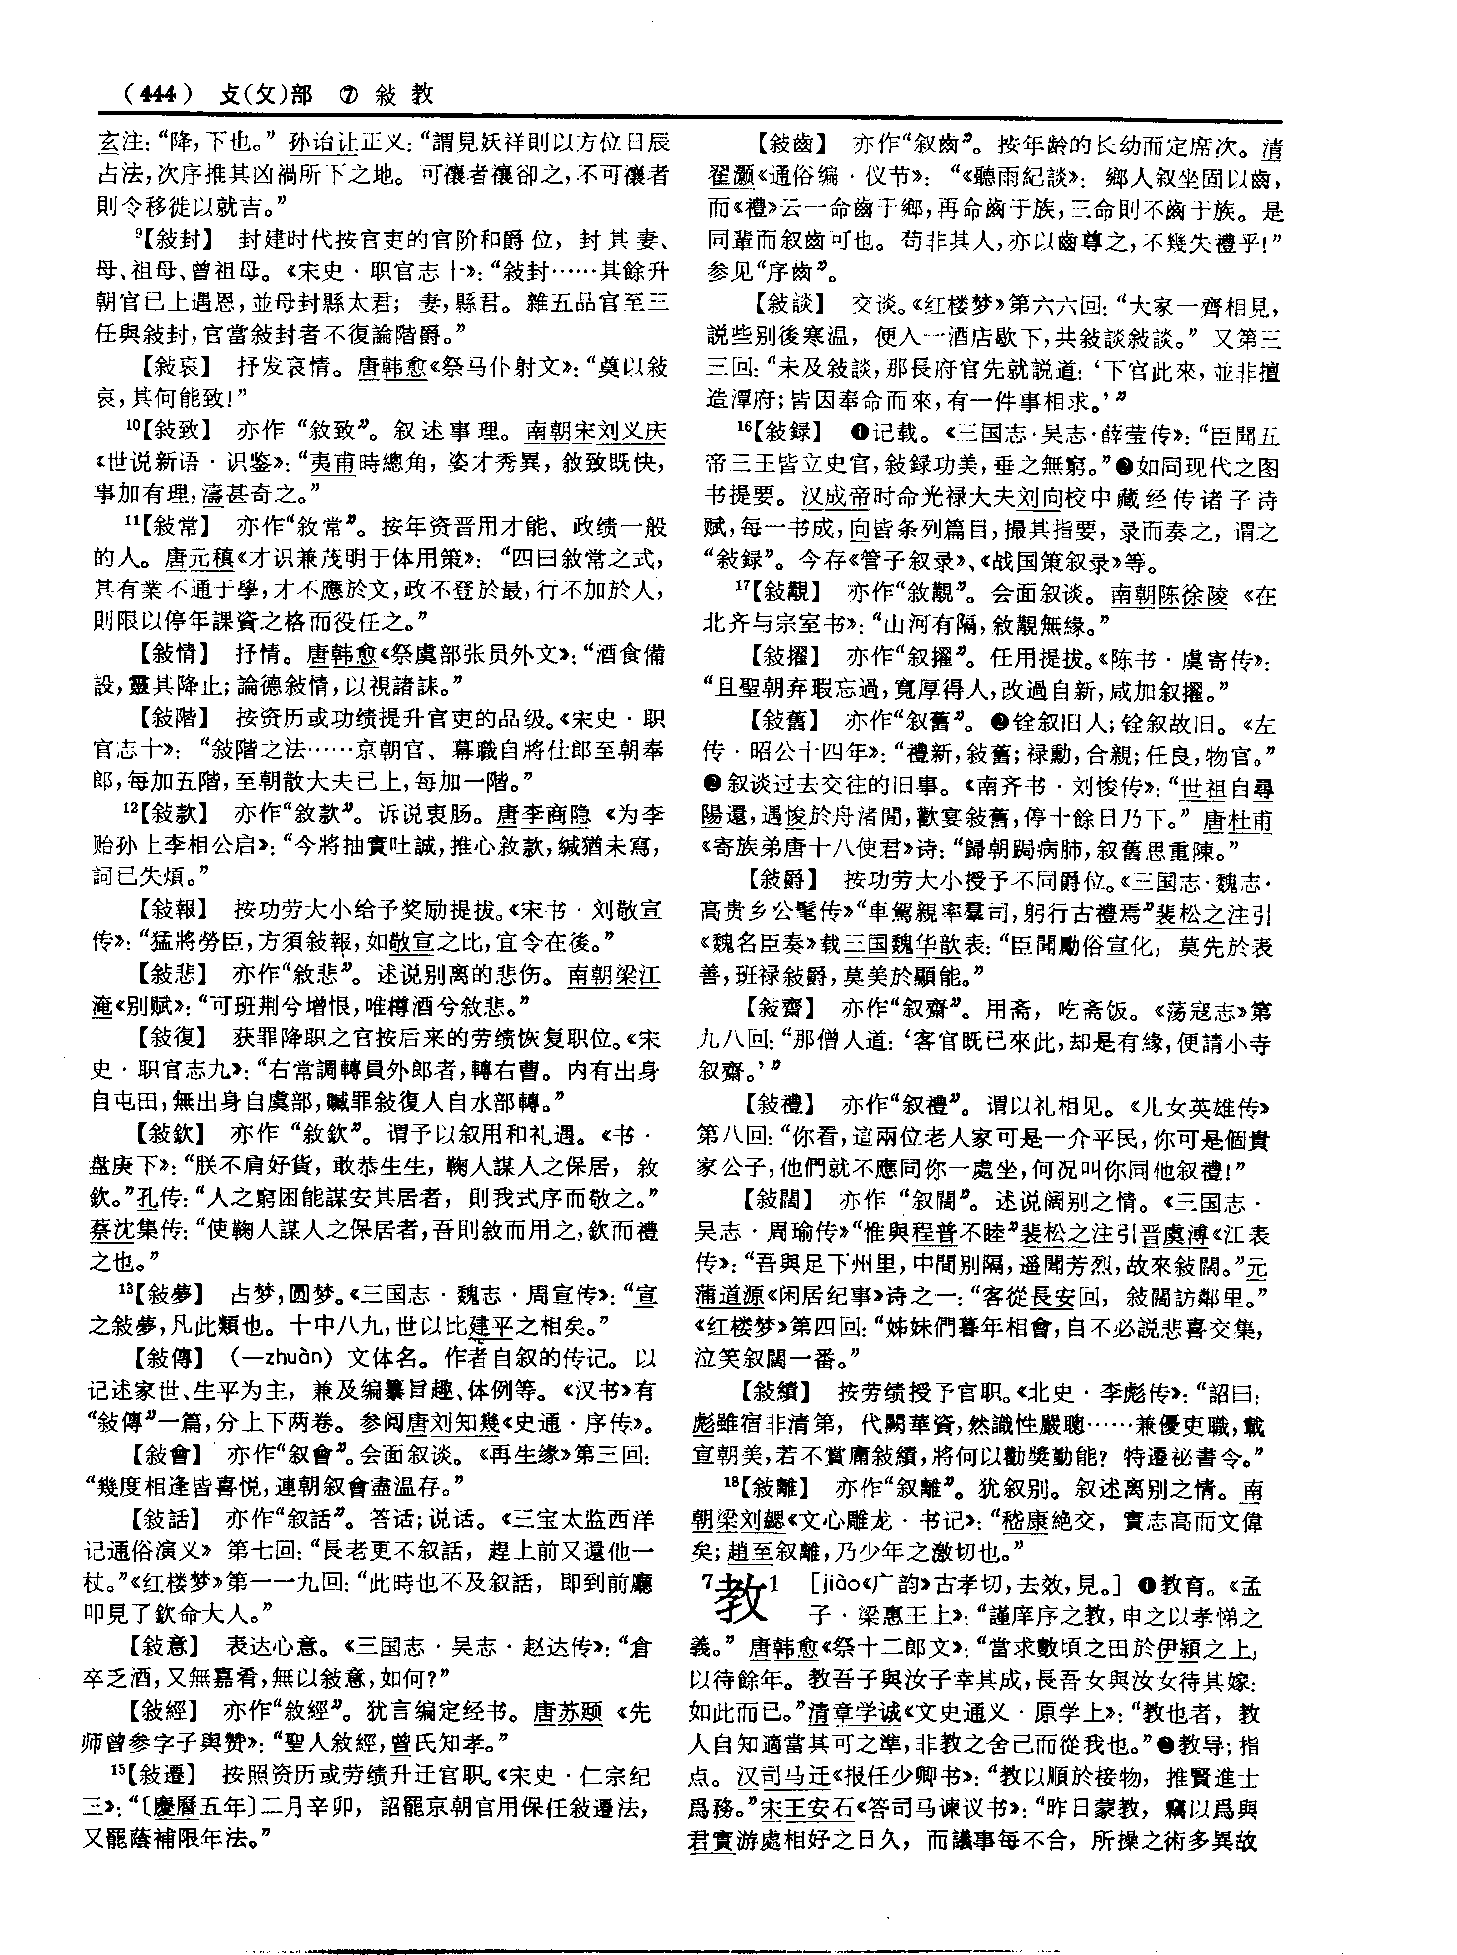 （444） 攴(攵)部 ⑦ 敍 教
玄注：“降，下也。”孙诒让正义：“謂見妖祥則以方位日辰
占法，次序推其凶禍所下之地。可禳者禳卻之，不可禳者
則令移徙以就吉。”
⁹【敍封】 封建时代按官吏的官阶和爵位，封其妻、
母、祖母、曾祖母。《宋史·职官志十》：“敍封……其餘升
朝官已上遇恩，並母封縣太君；妻，縣君。雜五品官至三
任與敍封，官當敍封者不復論階爵。”
【敍哀】 抒发哀情。唐韩愈《祭马仆射文》：“奠以敍
哀，其何能致！”
¹⁰【敍致】 亦作“敘致”。叙述事理。南朝宋刘义庆
《世说新语·识鉴》：“夷甫時總角，姿才秀異，敘致既快，
事加有理，濤甚奇之。”
¹¹【敍常】 亦作“敘常”。按年资晋用才能、政绩一般
的人。唐元稹《才识兼茂明于体用策》：“四曰敘常之式，
其有業不通于學，才不應於文，政不登於最，行不加於人，
則限以停年課資之格而役任之。”
【敍情】 抒情。唐韩愈《祭虞部张员外文》：“酒食備
設，靈其降止；論德敍情，以視諸誄。”
【敍階】 按资历或功绩提升官吏的品级。《宋史·职
官志十》：“敍階之法……京朝官、幕職自將仕郎至朝奉
郎，每加五階，至朝散大夫已上，每加一階。”
¹²【敍款】 亦作“敘款”。诉说衷肠。唐李商隐《为李
贻孙上李相公启》：“今將抽實吐誠，推心敘款，緘猶未寫，
詞已失煩。”
【敍報】 按功劳大小给予奖励提拔。《宋书·刘敬宣
传》：“猛將勞臣，方須敍報，如敬宣之比，宜令在後。”
【敍悲】 亦作“敘悲”。述说别离的悲伤。南朝梁江
淹《别赋》：“可班荆兮增恨，唯樽酒兮敘悲。”
【敍復】 获罪降职之官按后来的劳绩恢复职位。《宋
史·职官志九》：“右常調轉員外郎者，轉右曹。内有出身
自屯田，無出身自虞部，贓罪敍復人自水部轉。”
【敍欽】 亦作“敘欽”。谓予以叙用和礼遇。《书·
盘庚下》：“朕不肩好貨，敢恭生生，鞠人謀人之保居，敘
欽。”孔传：“人之窮困能謀安其居者，則我式序而敬之。”
蔡沈集传：“使鞠人謀人之保居者，吾則敘而用之，欽而禮
之也。”
¹³【敍夢】 占梦，圆梦。《三国志·魏志·周宣传》：“宣
之敍夢，凡此類也。十中八九，世以比建平之相矣。”
【敍傳】 （—zhuàn）文体名。作者自叙的传记。以
记述家世、生平为主，兼及编纂旨趣、体例等。《汉书》有
“敍傳”一篇，分上下两卷。参阅唐刘知幾《史通·序传》。
【敍會】 亦作“叙會”。会面叙谈。《再生缘》第三回：
“幾度相逢皆喜悦，連朝叙會盡温存。”
【敍話】 亦作“叙話”。答话；说话。《三宝太监西洋
记通俗演义》第七回：“長老更不叙話，趕上前又還他一
杖。”《红楼梦》第一一九回：“此時也不及叙話，即到前廳
叩見了欽命大人。”
【敍意】 表达心意。《三国志·吴志·赵达传》：“倉
卒乏酒，又無嘉肴，無以敍意，如何？”
【敍經】 亦作“敘經”。犹言编定经书。唐苏颋《先
师曾参字子舆赞》：“聖人敘經，曾氏知孝。”
¹⁵【敍遷】 按照资历或劳绩升迁官职。《宋史·仁宗纪
三》：“〔慶曆五年〕二月辛卯，詔罷京朝官用保任敍遷法，
又罷蔭補限年法。”
【敍齒】 亦作“叙齒”。按年龄的长幼而定席次。清
翟灏《通俗编·仪节》：“《聽雨紀談》：鄉人叙坐固以齒，
而《禮》云一命齒于鄉，再命齒于族，三命則不齒于族。是
同輩而叙齒可也。苟非其人，亦以齒尊之，不幾失禮乎！”
参见“序齒”。
【敍談】 交谈。《红楼梦》第六六回：“大家一齊相見，
説些别後寒温，便入一酒店歇下，共敍談敍談。”又第三
三回：“未及敍談，那長府官先就説道：‘下官此來，並非擅
造潭府；皆因奉命而來，有一件事相求。’”
¹⁶【敍録】 ❶记载。《三国志·吴志·薛莹传》：“臣聞五
帝三王皆立史官，敍録功美，垂之無窮。”❷如同现代之图
书提要。汉成帝时命光禄大夫刘向校中藏经传诸子诗
赋，每一书成，向皆条列篇目，撮其指要，录而奏之，谓之
“敍録”。今存《管子叙录》、《战国策叙录》等。
¹⁷【敍覯】 亦作“敘覯”。会面叙谈。南朝陈徐陵《在
北齐与宗室书》：“山河有隔，敘覯無緣。”
【敍擢】 亦作“叙擢”。任用提拔。《陈书·虞寄传》：
“且聖朝弃瑕忘過，寬厚得人，改過自新，咸加叙擢。”
【敍舊】 亦作“叙舊”。❷铨叙旧人；铨叙故旧。《左
传·昭公十四年》：“禮新，敍舊；禄勳，合親；任良，物官。”
❷叙谈过去交往的旧事。《南齐书·刘悛传》：“世祖自尋
陽還，遇悛於舟渚閒，歡宴敍舊，停十餘日乃下。”唐杜甫
《寄族弟唐十八使君》诗：“歸朝跼病肺，叙舊思重陳。”
【敍爵】 按功劳大小授予不同爵位。《三国志·魏志·
高贵乡公髦传》“車駕親率羣司，躬行古禮焉”裴松之注引
《魏名臣奏》载三国魏华歆表：“臣聞勵俗宣化，莫先於表
善，班禄敍爵，莫美於顯能。”
【敍齋】 亦作“叙齋”。用斋，吃斋饭。《荡寇志》第
九八回：“那僧人道：‘客官既已來此，却是有緣，便請小寺
叙齋。’”
【敍禮】 亦作“叙禮”。谓以礼相见。《儿女英雄传》
第八回：“你看，這兩位老人家可是一介平民，你可是個貴
家公子，他們就不應同你一處坐，何况叫你同他叙禮！”
【敍闊】 亦作“叙闊”。述说阔别之情。《三国志·
吴志·周瑜传》“惟與程普不睦”裴松之注引晋虞溥《江表
传》：“吾與足下州里，中間别隔，遥聞芳烈，故來敍闊。”元
蒲道源《闲居纪事》诗之一：“客從長安回，敍闊訪鄰里。”
《红楼梦》第四回：“姊妹們暮年相會，自不必説悲喜交集，
泣笑叙闊一番。”
【敍績】 按劳绩授予官职。《北史·李彪传》：“詔曰：
彪雖宿非清第，代闕華資，然識性嚴聰……兼優吏職，載
宣朝美，若不賞庸敍績，將何以勸獎勤能？特遷祕書令。”
¹⁸【敍離】 亦作“叙離”。犹叙别。叙述离别之情。南
朝梁刘勰《文心雕龙·书记》：“嵇康絶交，實志高而文偉
矣；趙至叙離，乃少年之激切也。”
⁷教¹ ［jiào《广韵》古孝切，去效，見。］❶教育。《孟
子·梁惠王上》：“謹庠序之教，申之以孝悌之
義。”唐韩愈《祭十二郎文》：“當求數頃之田於伊潁之上，
以待餘年。教吾子與汝子幸其成，長吾女與汝女待其嫁：
如此而已。”清章学诚《文史通义·原学上》：“教也者，教
人自知適當其可之準，非教之舍己而從我也。”❷教导；指
点。汉司马迁《报任少卿书》：“教以順於接物，推賢進士
爲務。”宋王安石《答司马谏议书》：“昨日蒙教，竊以爲與
君實游處相好之日久，而議事每不合，所操之術多異故